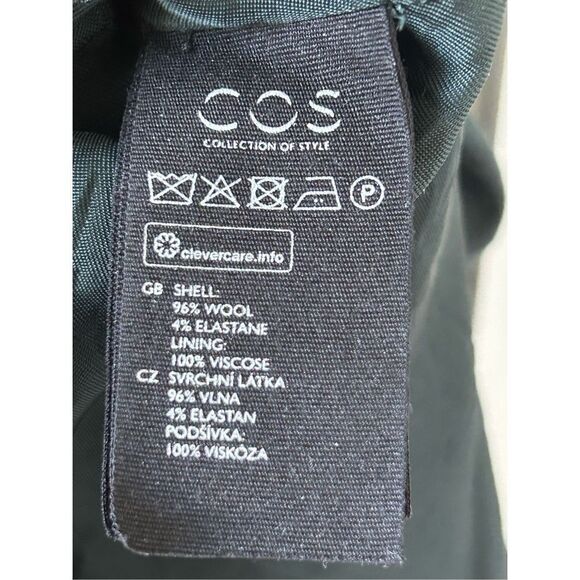 COS
COLLECTION OF STYLE
P
clevercare.info
GB SHELL:
96% WOOL
4% ELASTANE
LINING:
100% VISCOSE
CZ SVRCHNÍ LÁTKA
96% VLNA
4% ELASTAN
PODŠÍVKA:
100% VISKÓZA